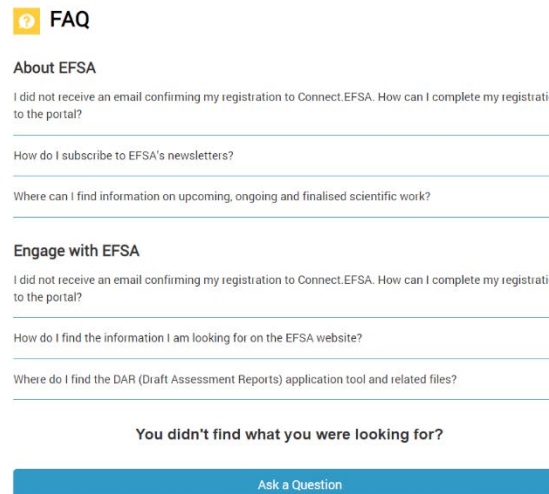 FAQ
About EFSA
I did not receive an email confirming my registration to Connect.EFSA. How can I complete my registrati
to the portal?
How do I subscribe to EFSA's newsletters?
Where can I find information on upcoming, ongoing and finalised scientific work?
Engage with EFSA
I did not receive an email confirming my registration to Connect.EFSA. How can I complete my registrati
to the portal?
How do I find the information I am looking for on the EFSA website?
Where do I find the DAR (Draft Assessment Reports) application tool and related files?
You didn't find what you were looking for?
Ask a Question